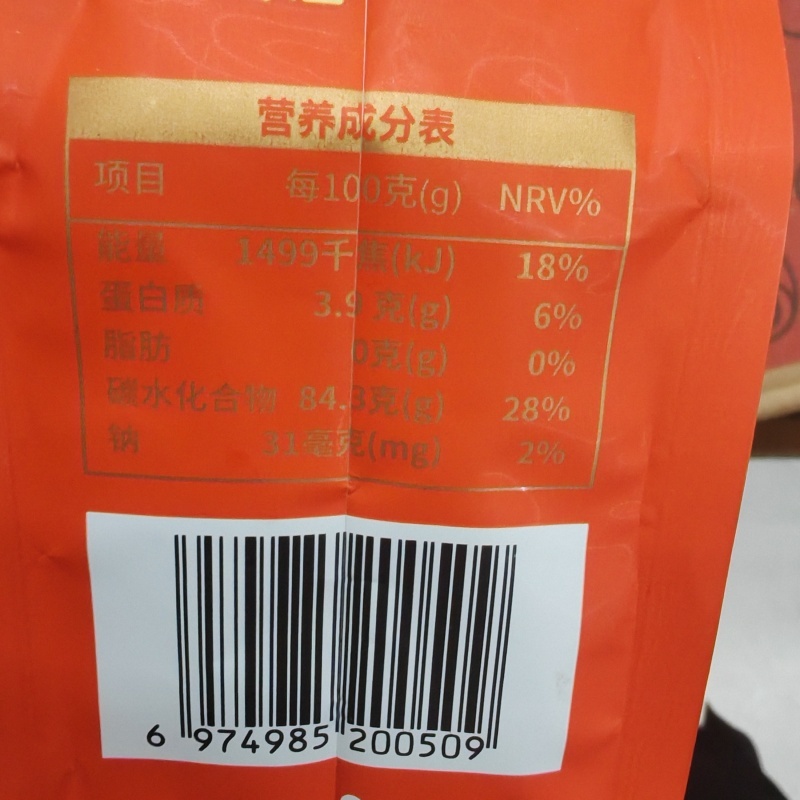 营养成分表
项目 每100克(g) NRV%
能量 1499千焦(kJ) 18%
蛋白质 3.9 克(g) 6%
脂肪 0克(g) 0%
碳水化合物 84.3克(g) 28%
钠 31毫克(mg) 2%
6 974985 200509